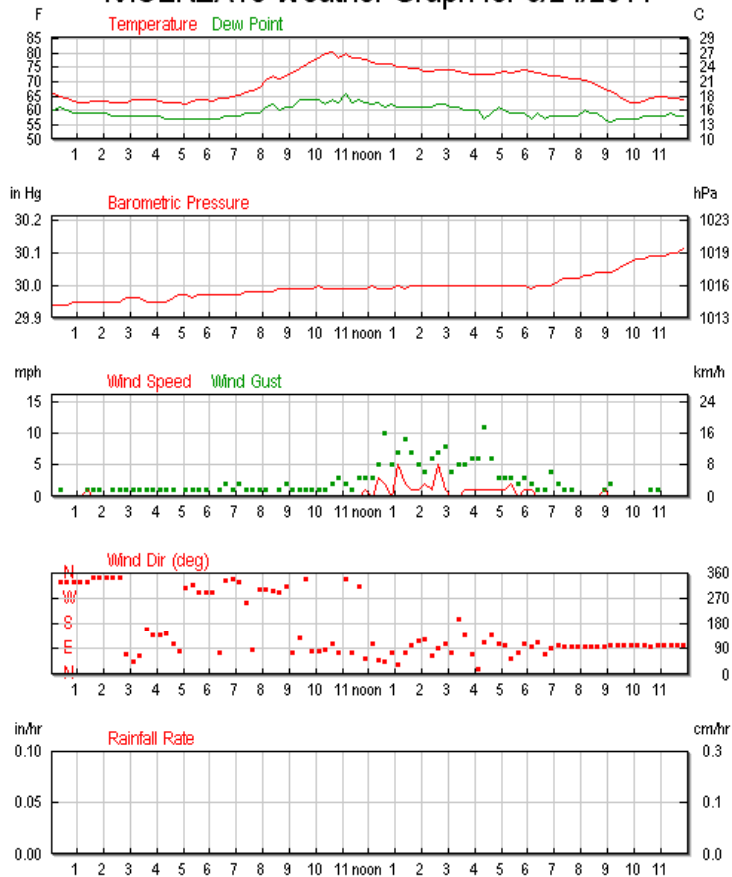 Weather Graph for
F C
Temperature Dew Point
85 29
80 27
75 24
70 21
65 18
60 16
55 13
50 10
1 2 3 4 5 6 7 8 9 10 11 noon 1 2 3 4 5 6 7 8 9 10 11
in Hg hPa
Barometric Pressure
30.2 1023
30.1 1019
30.0 1016
29.9 1013
1 2 3 4 5 6 7 8 9 10 11 noon 1 2 3 4 5 6 7 8 9 10 11
mph km/h
Wind Speed Wind Gust
15 24
10 16
5 8
0 0
1 2 3 4 5 6 7 8 9 10 11 noon 1 2 3 4 5 6 7 8 9 10 11
Wind Dir (deg)
N 360
W 270
S 180
E 90
N 0
1 2 3 4 5 6 7 8 9 10 11 noon 1 2 3 4 5 6 7 8 9 10 11
in/hr cm/hr
Rainfall Rate
0.10 0.3
0.05 0.1
0.00 0.0
1 2 3 4 5 6 7 8 9 10 11 noon 1 2 3 4 5 6 7 8 9 10 11